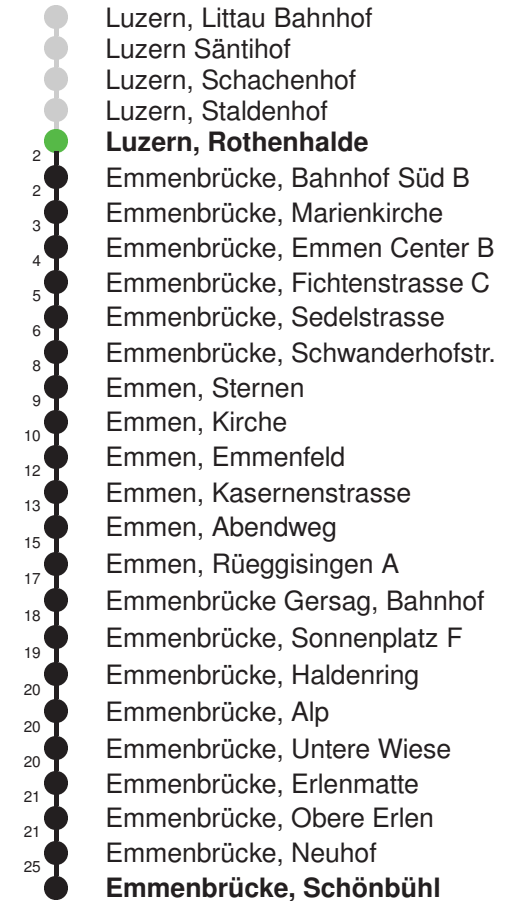 Luzern, Littau Bahnhof
Luzern Säntihof
Luzern, Schachenhof
Luzern, Staldenhof
Luzern, Rothenhalde
2 Emmenbrücke, Bahnhof Süd B
2 Emmenbrücke, Marienkirche
3 Emmenbrücke, Emmen Center B
4 Emmenbrücke, Fichtenstrasse C
5 Emmenbrücke, Sedelstrasse
6 Emmenbrücke, Schwanderhofstr.
8 Emmen, Sternen
9 Emmen, Kirche
10 Emmen, Emmenfeld
12 Emmen, Kasernenstrasse
13 Emmen, Abendweg
15 Emmen, Rüeggisingen A
17 Emmenbrücke Gersag, Bahnhof
18 Emmenbrücke, Sonnenplatz F
19 Emmenbrücke, Haldenring
20 Emmenbrücke, Alp
20 Emmenbrücke, Untere Wiese
20 Emmenbrücke, Erlenmatte
21 Emmenbrücke, Obere Erlen
21 Emmenbrücke, Neuhof
25 Emmenbrücke, Schönbühl